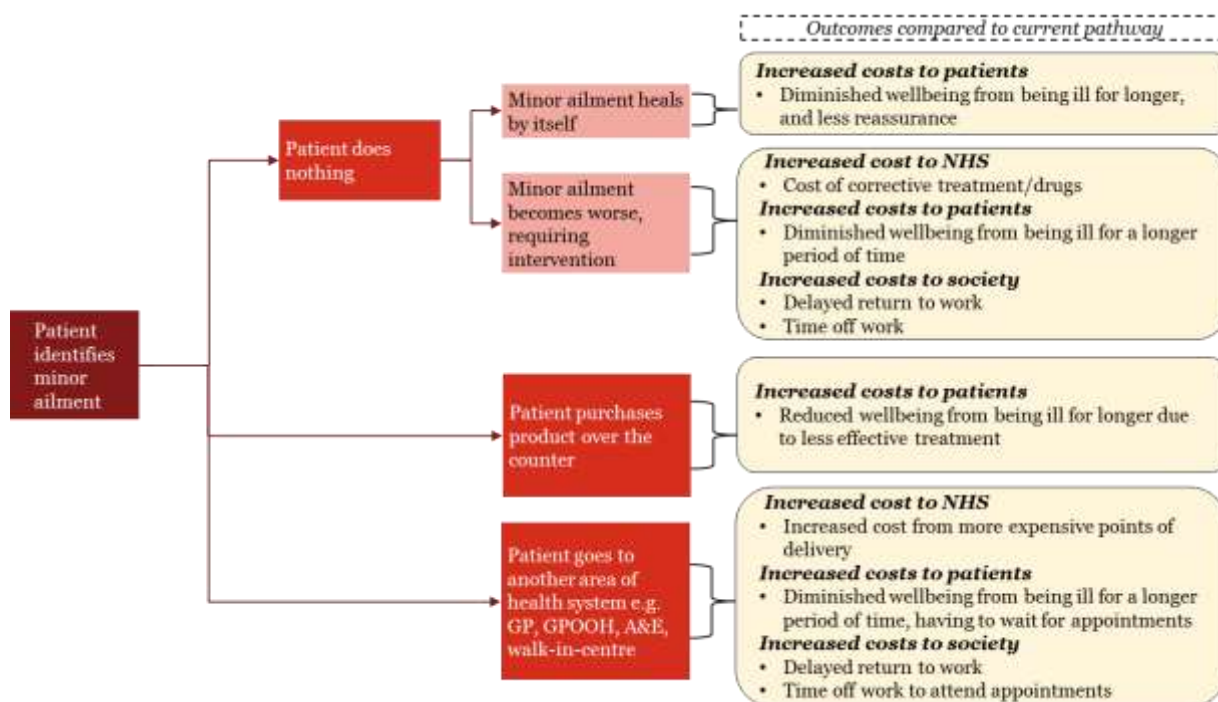 Outcomes compared to current pathway
Increased costs to patients
• Diminished wellbeing from being ill for longer,
and less reassurance
Minor ailment heals
by itself
Patient does
nothing
Minor ailment
becomes worse,
requiring
intervention
Increased cost to NHS
• Cost of corrective treatment/drugs
Increased costs to patients
• Diminished wellbeing from being ill for a longer
period of time
Increased costs to society
• Delayed return to work
• Time off work
Patient
identifies
minor
ailment
Patient purchases
product over the
counter
Increased costs to patients
• Reduced wellbeing from being ill for longer due
to less effective treatment
Patient goes to
another area of
health system e.g.
GP, GPOOH, A&E,
walk-in-centre
Increased cost to NHS
• Increased cost from more expensive points of
delivery
Increased costs to patients
• Diminished wellbeing from being ill for a longer
period of time, having to wait for appointments
Increased costs to society
• Delayed return to work
• Time off work to attend appointments